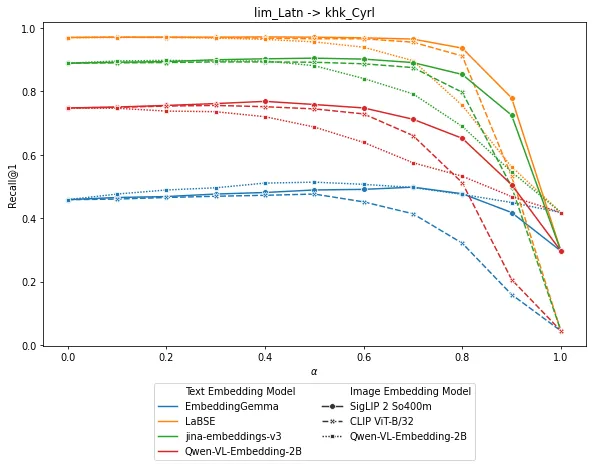 lim_Latn -> khk_Cyrl
Recall@1
1.0
0.8
0.6
0.4
0.2
0.0
0.0 0.2 0.4 0.6 0.8 1.0
α
Text Embedding Model Image Embedding Model
EmbeddingGemma SigLIP 2 So400m
LaBSE CLIP ViT-B/32
jina-embeddings-v3 Qwen-VL-Embedding-2B
Qwen-VL-Embedding-2B